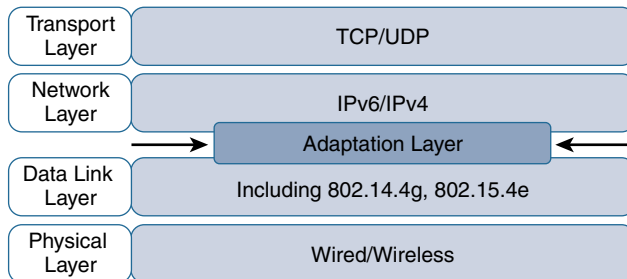 Transport
Layer
TCP/UDP
Network
Layer
IPv6/IPv4
Adaptation Layer
Data Link
Layer
Including 802.14.4g, 802.15.4e
Physical
Layer
Wired/Wireless